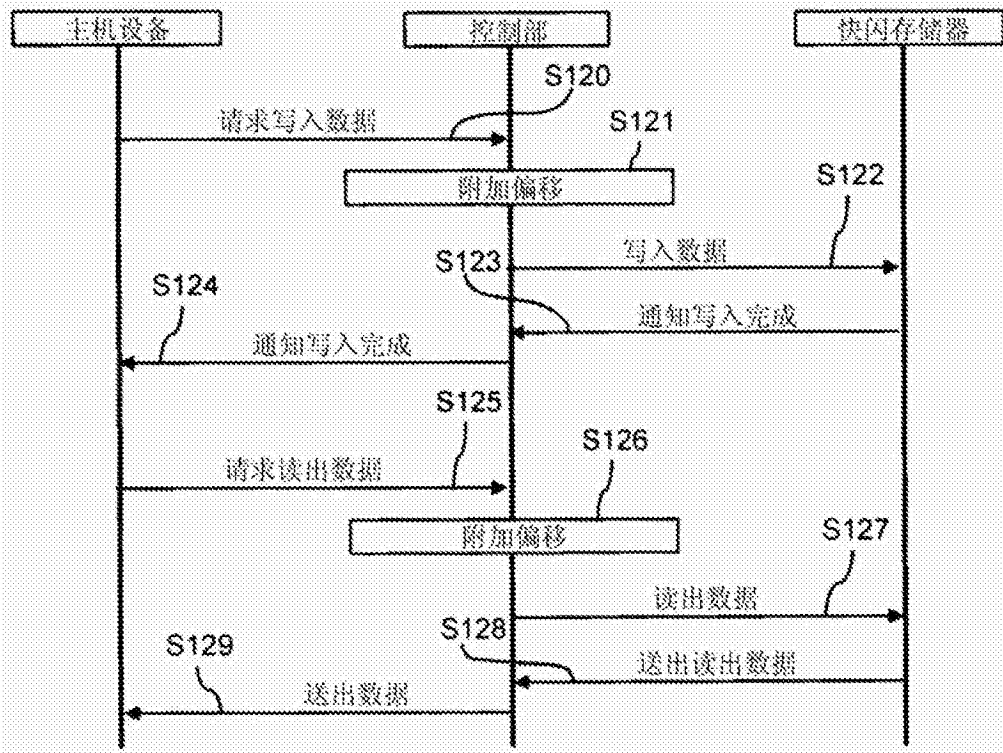 主机设备
控制部
快闪存储器
S120
请求写入数据
S121
附加偏移
S122
写入数据
S123
通知写入完成
S124
通知写入完成
S125
请求读出数据
S126
附加偏移
S127
读出数据
S128
送出读出数据
S129
送出数据